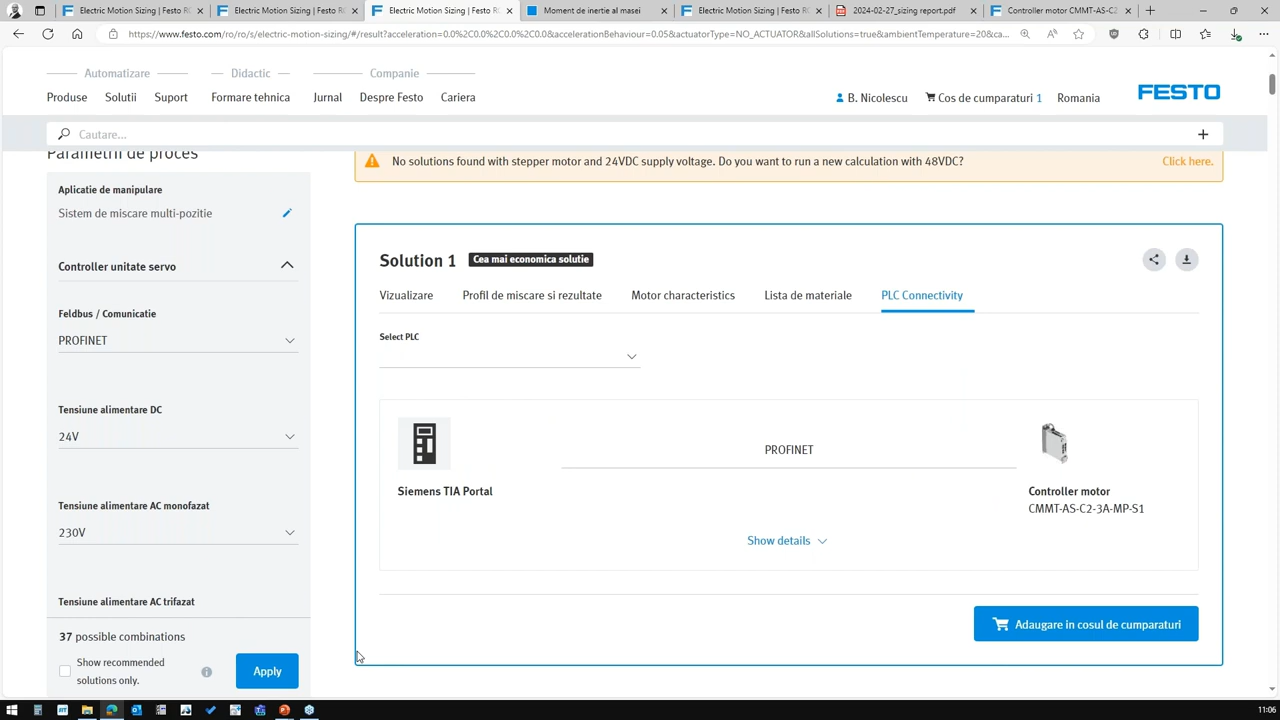 Electric Motion Sizing | Festo RO
Electric Motion Sizing | Festo RO
Electric Motion Sizing | Festo RO
Moment de inertie al masei
Electric Motion Sizing | Festo RO
2024-02-27_sizing report.pdf
Controller motor CMMT-AS-C2-
https://www.festo.com/ro/ro/s/electric-motion-sizing/#/result?acceleration=0.0%2C0.0%2C0.0%2C0.0&accelerationBehaviour=0.05&actuatorType=NO_ACTUATOR&allSolutions=true&ambientTemperature=20&ca...
Automatizare
Didactic
Companie
Produse
Solutii
Suport
Formare tehnica
Jurnal
Despre Festo
Cariera
B. Nicolescu
Cos de cumparaturi 1
Romania
FESTO
Cautare...
Parametrii de proces
No solutions found with stepper motor and 24VDC supply voltage. Do you want to run a new calculation with 48VDC?
Click here.
Aplicatie de manipulare
Sistem de miscare multi-pozitie
Controller unitate servo
Feldbus / Comunicatie
PROFINET
Tensiune alimentare DC
24V
Tensiune alimentare AC monofazat
230V
Tensiune alimentare AC trifazat
37 possible combinations
Show recommended
solutions only.
Apply
Solution 1
Cea mai economica solutie
Vizualizare
Profil de miscare si rezultate
Motor characteristics
Lista de materiale
PLC Connectivity
Select PLC
PROFINET
Siemens TIA Portal
Controller motor
CMMT-AS-C2-3A-MP-S1
Show details
Adaugare in cosul de cumparaturi
11:06